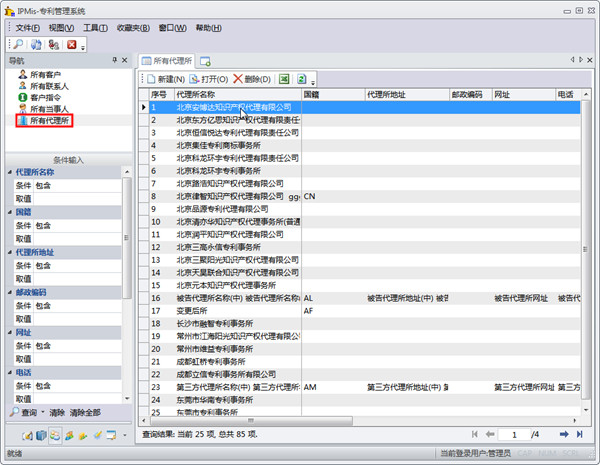 IPMis-专利管理系统
文件(F) 视图(V) 工具(T) 收藏夹(B) 窗口(W) 帮助(H)
导航
所有客户
所有联系人
客户指令
所有当事人
所有代理所
条件输入
代理所名称
条件 包含
取值
国籍
条件 包含
取值
代理所地址
条件 包含
取值
邮政编码
条件 包含
取值
网址
条件 包含
取值
电话
条件 包含
取值
查询 清除 清除全部
所有代理所
新建(N) 打开(O) 删除(D)
序号 代理所名称 国籍 代理所地址 邮政编码 网址 电话
1 北京安博达知识产权代理有限公司
2 北京东方亿思知识产权代理有限责任
3 北京恒信悦达专利代理有限责任公司
4 北京集佳专利商标事务所
5 北京科龙环宇专利代理有限责任公司
6 北京科龙环宇专利事务所
7 北京路浩知识产权代理有限公司
8 北京律智知识产权代理有限公司 CN
9 北京品源专利代理有限公司
10 北京清亦华知识产权代理事务所(普通
11 北京润平知识产权代理有限公司
12 北京三高永信专利事务所
13 北京三聚阳光知识产权代理有限公司
14 北京天昊联合知识产权代理有限公司
15 北京元本知识产权代理事务所
16 被告代理所名称(中) 被告代理所名称 AL 被告代理所地址(中) 被告 被告代理所网址 被告代
17 变更后所 AF
18 长沙市融智专利事务所
19 常州市江海阳光知识产权代理有限公
20 常州市维益专利事务所
21 成都虹桥专利事务所
22 成都立信专利事务所有限公司
23 第三方代理所名称(中) 第三方代理所 AM 第三方代理所地址(中) 第 第三方代理所网址 第三方
24 东莞市华南专利事务所
25 东莞专利事务所
查询结果: 当前 25 项, 总共 85 项. 1 /4
就绪 当前登录用户:管理员 CAP NUM SCRL